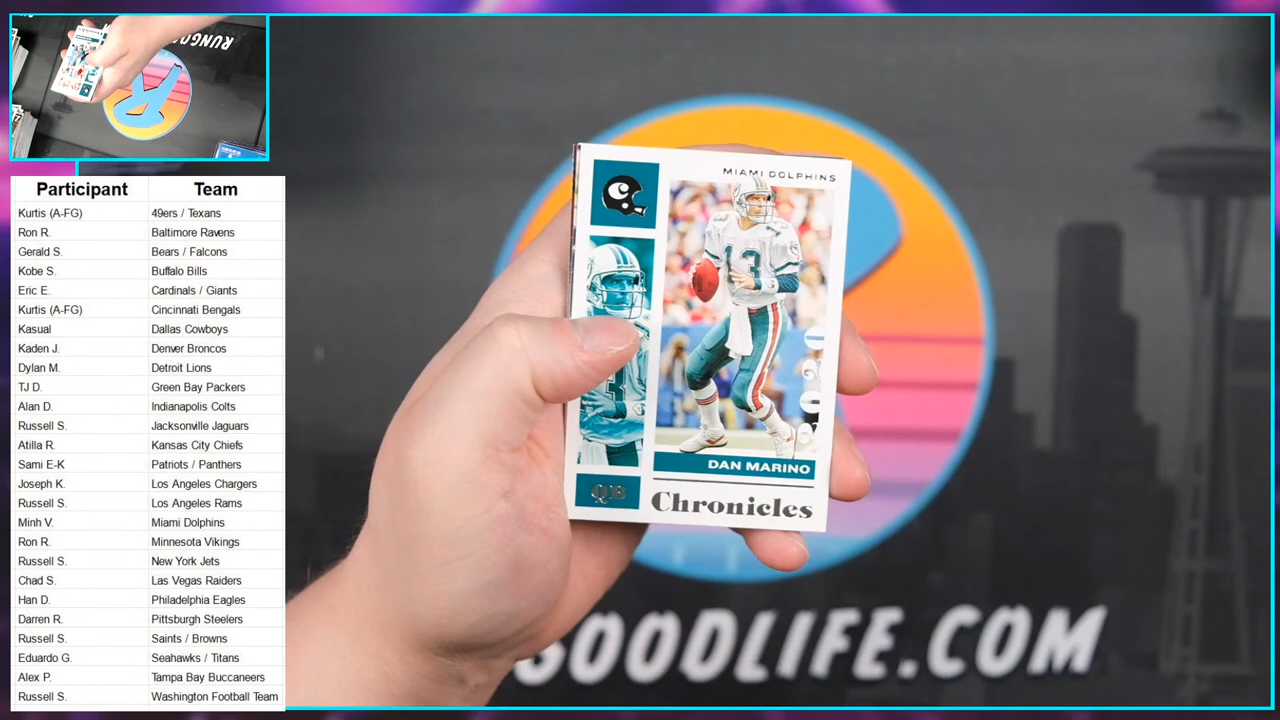 RUNGOOD
Participant Team
Kurtis (A-FG) 49ers / Texans
Ron R. Baltimore Ravens
Gerald S. Bears / Falcons
Kobe S. Buffalo Bills
Eric E. Cardinals / Giants
Kurtis (A-FG) Cincinnati Bengals
Kasual Dallas Cowboys
Kaden J. Denver Broncos
Dylan M. Detroit Lions
TJ D. Green Bay Packers
Alan D. Indianapolis Colts
Russell S. Jacksonville Jaguars
Atilla R. Kansas City Chiefs
Sami E-K Patriots / Panthers
Joseph K. Los Angeles Chargers
Russell S. Los Angeles Rams
Minh V. Miami Dolphins
Ron R. Minnesota Vikings
Russell S. New York Jets
Chad S. Las Vegas Raiders
Han D. Philadelphia Eagles
Darren R. Pittsburgh Steelers
Russell S. Saints / Browns
Eduardo G. Seahawks / Titans
Alex P. Tampa Bay Buccaneers
Russell S. Washington Football Team
MIAMI DOLPHINS
13
2020
DAN MARINO
QB
Chronicles
GOODLIFE.COM